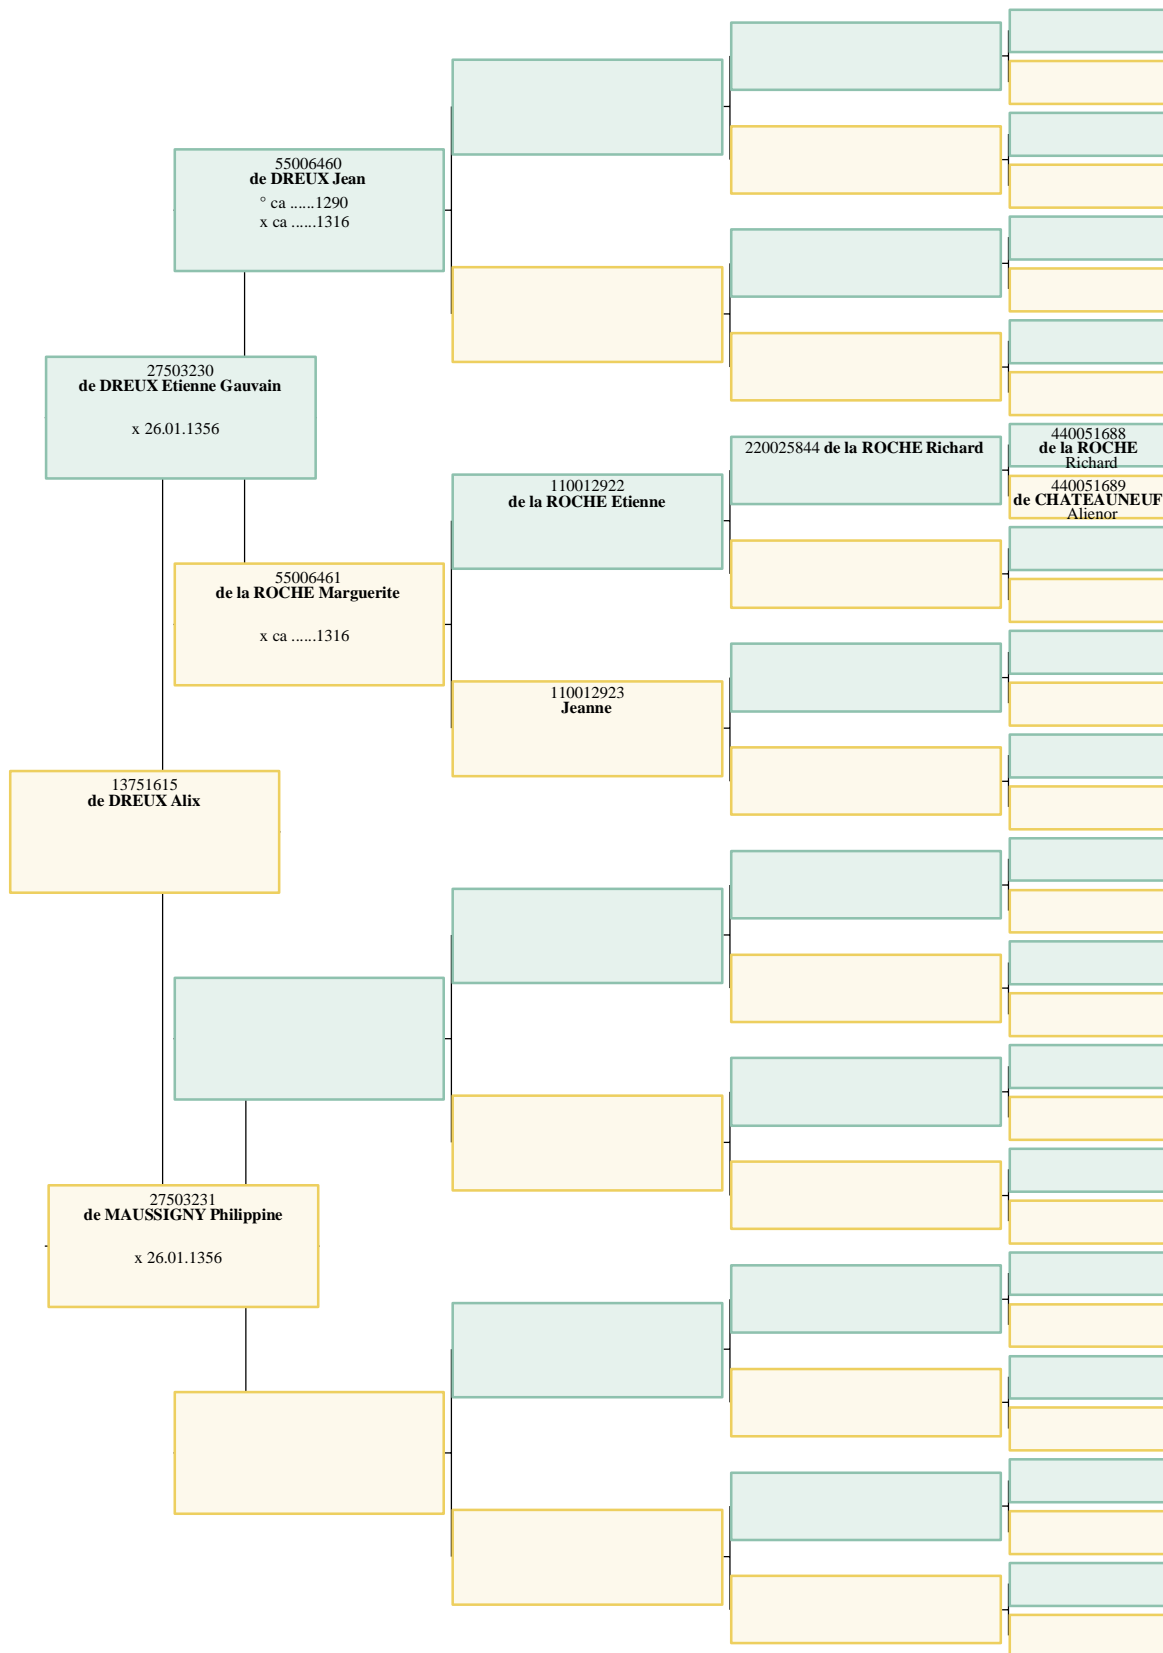 55006460
de DREUX Jean
° ca ......1290
x ca ......1316
27503230
de DREUX Etienne Gauvain
x 26.01.1356
220025844 de la ROCHE Richard
440051688
de la ROCHE
Richard
440051689
de CHATEAUNEUF
Alienor
110012922
de la ROCHE Etienne
55006461
de la ROCHE Marguerite
x ca ......1316
110012923
Jeanne
13751615
de DREUX Alix
27503231
de MAUSSIGNY Philippine
x 26.01.1356